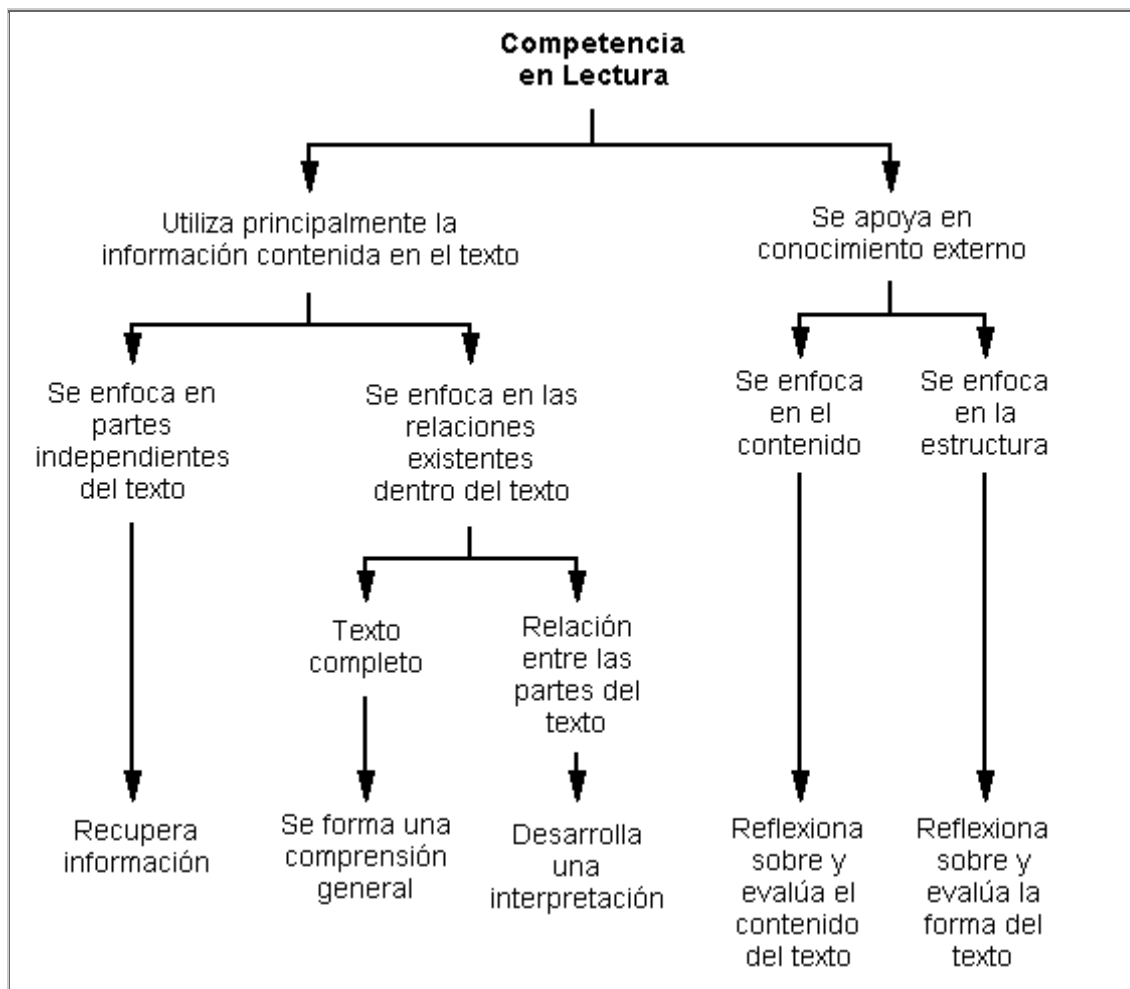 Competencia
en Lectura
Utiliza principalmente la
información contenida en el texto
Se apoya en
conocimiento externo
Se enfoca en
partes
independientes
del texto
Se enfoca en las
relaciones
existentes
dentro del texto
Se enfoca
en el
contenido
Se enfoca
en la
estructura
Texto
completo
Relación
entre las
partes del
texto
Recupera
información
Se forma una
comprensión
general
Desarrolla
una
interpretación
Reflexiona
sobre y
evalúa el
contenido
del texto
Reflexiona
sobre y
evalúa la
forma del
texto